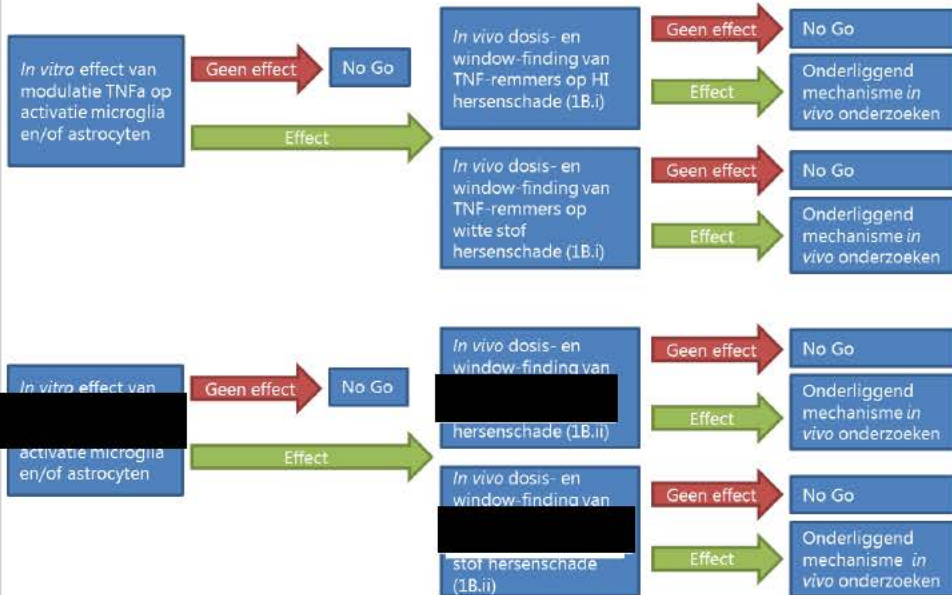 In vitro effect van
modulatie TNFa op
activatie microglia
en/of astrocyten
Geen effect
No Go
Effect
In vivo dosis- en
window-finding van
TNF-remmers op HI
hersenschade (1B.i)
Geen effect
No Go
Effect
Onderliggend
mechanisme in
vivo onderzoeken
In vivo dosis- en
window-finding van
TNF-remmers op
witte stof
hersenschade (1B.i)
Geen effect
No Go
Effect
Onderliggend
mechanisme in
vivo onderzoeken
In vitro effect van
activatie microglia
en/of astrocyten
Geen effect
No Go
Effect
In vivo dosis- en
window-finding van
hersenschade (1B.ii)
Geen effect
No Go
Effect
Onderliggend
mechanisme in
vivo onderzoeken
In vivo dosis- en
window-finding van
stof hersenschade
(1B.ii)
Geen effect
No Go
Effect
Onderliggend
mechanisme in
vivo onderzoeken